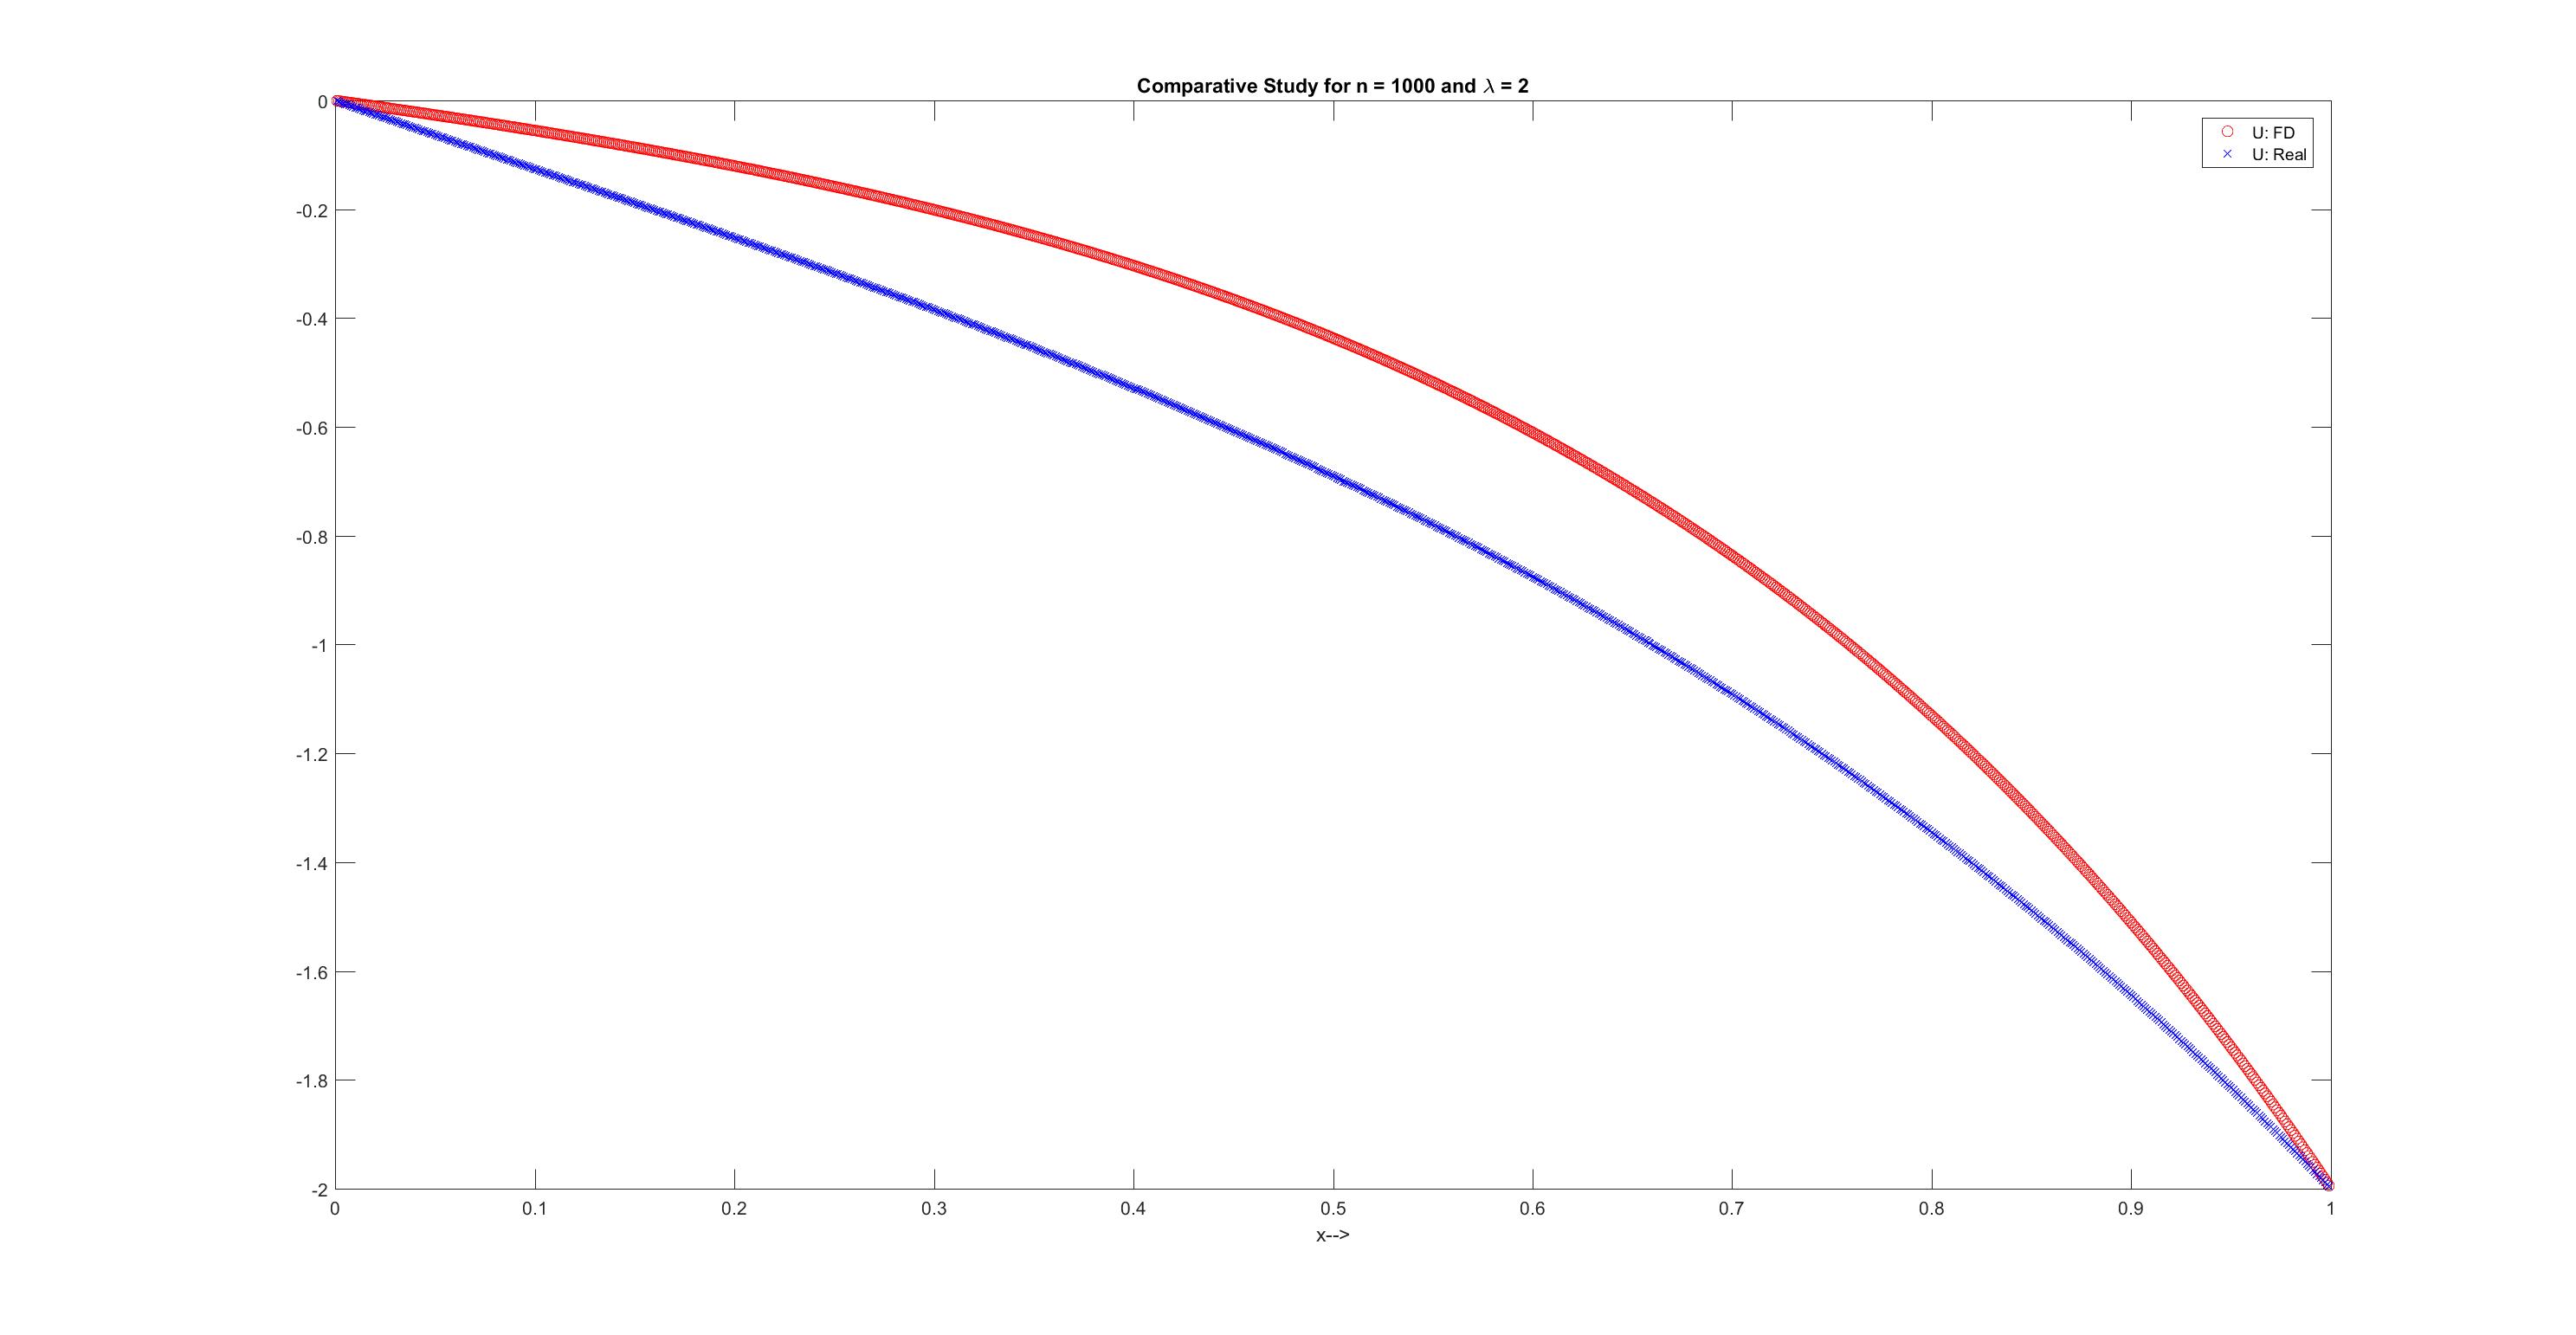 Comparative Study for n = 1000 and λ = 2
0
U: FD
U: Real
-0.2
-0.4
-0.6
-0.8
-1
-1.2
-1.4
-1.6
-1.8
-2
0 0.1 0.2 0.3 0.4 0.5 0.6 0.7 0.8 0.9 1
x-->